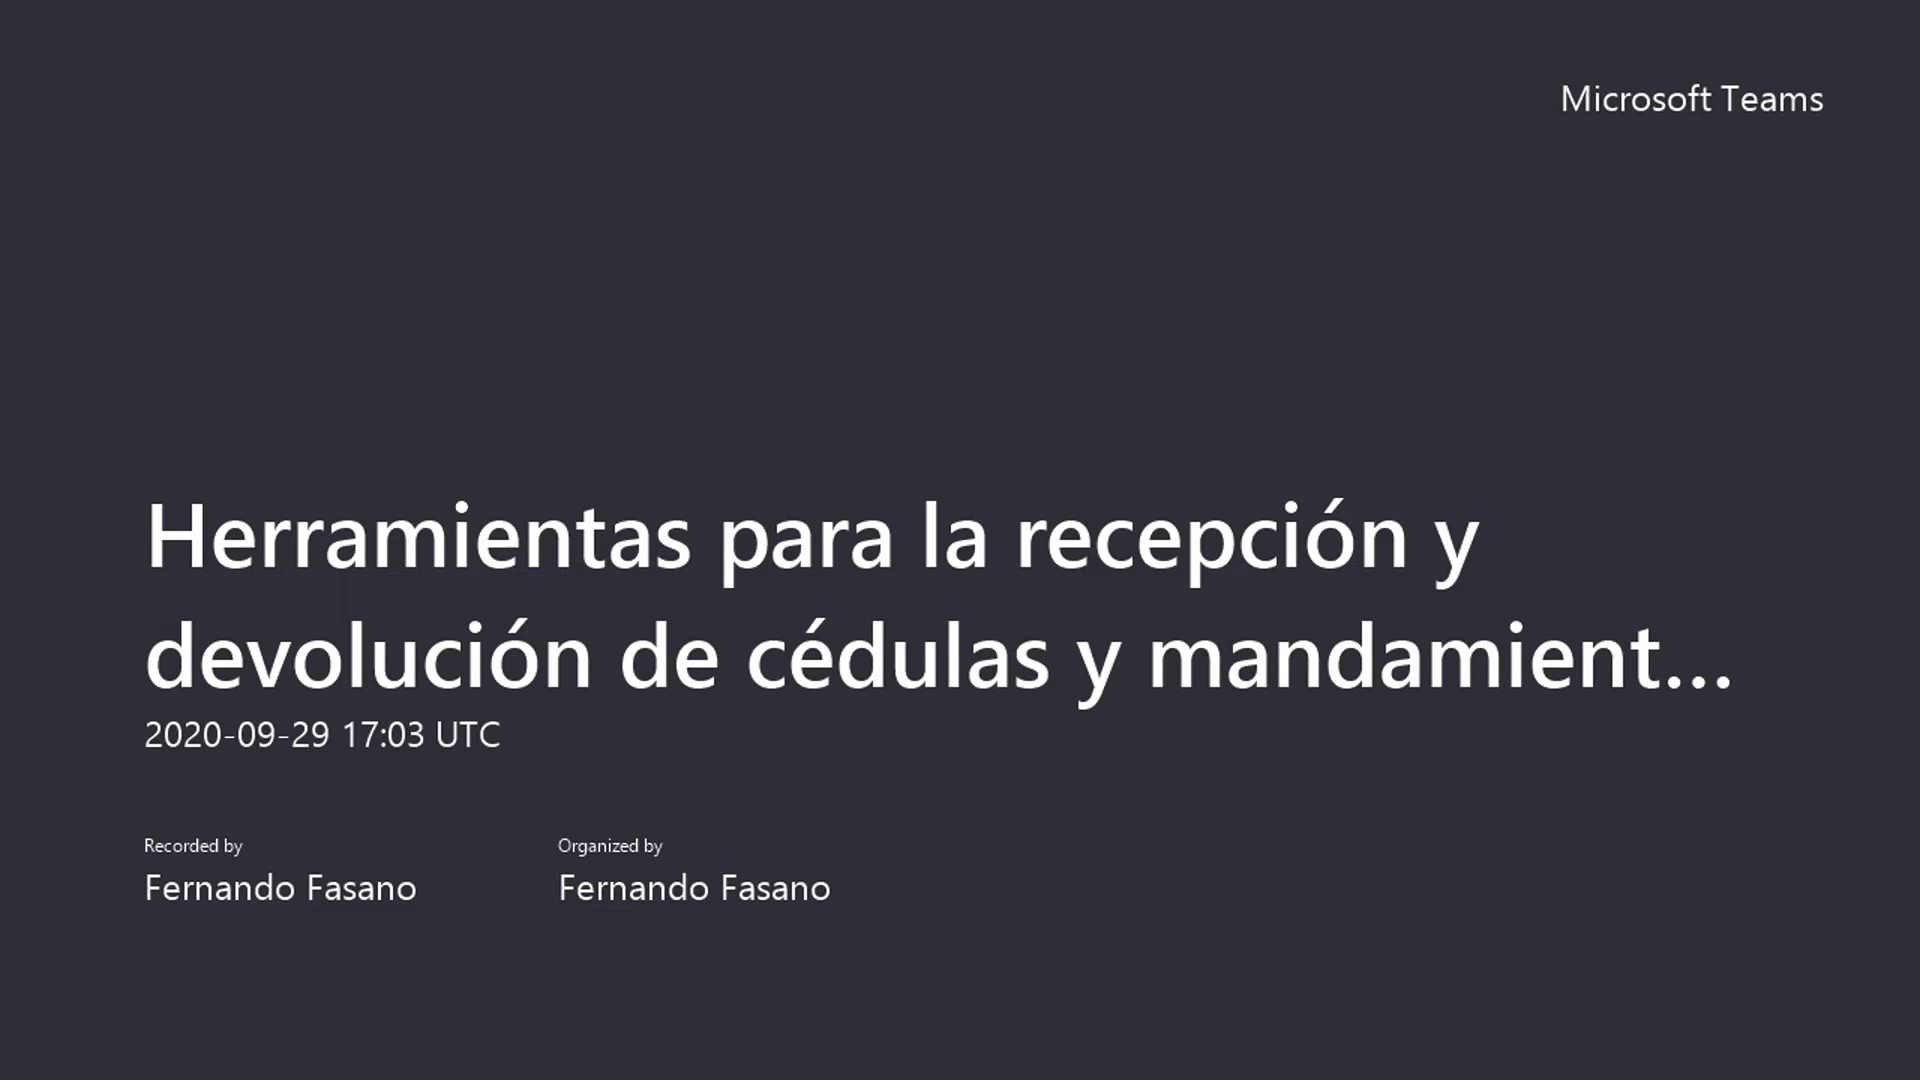 Microsoft Teams
Herramientas para la recepción y
devolución de cédulas y mandamient...
2020-09-29 17:03 UTC
Recorded by
Fernando Fasano
Organized by
Fernando Fasano